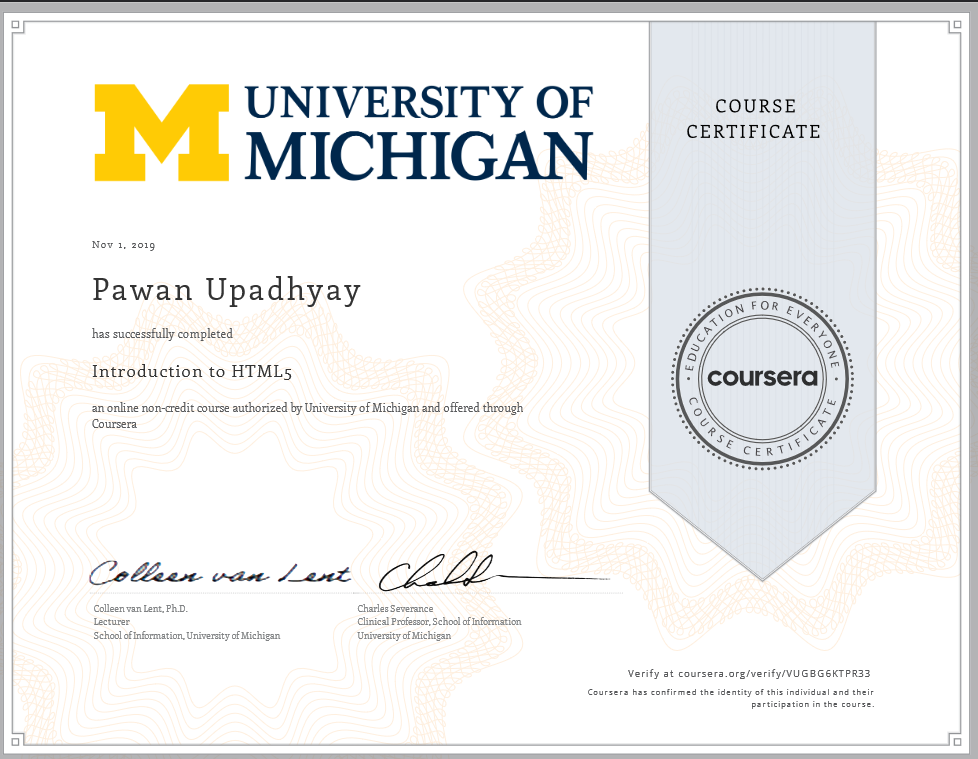 M UNIVERSITY OF
MICHIGAN
COURSE
CERTIFICATE
Nov 1, 2019
Pawan Upadhyay
has successfully completed
Introduction to HTML5
an online non-credit course authorized by University of Michigan and offered through
Coursera
EDUCATION FOR EVERYONE
coursera
COURSE CERTIFICATE
Colleen van Lent
Colleen van Lent, Ph.D.
Lecturer
School of Information, University of Michigan
Charles Severance
Clinical Professor, School of Information
University of Michigan
Verify at coursera.org/verify/VUGBG6KTPR33
Coursera has confirmed the identity of this individual and their
participation in the course.